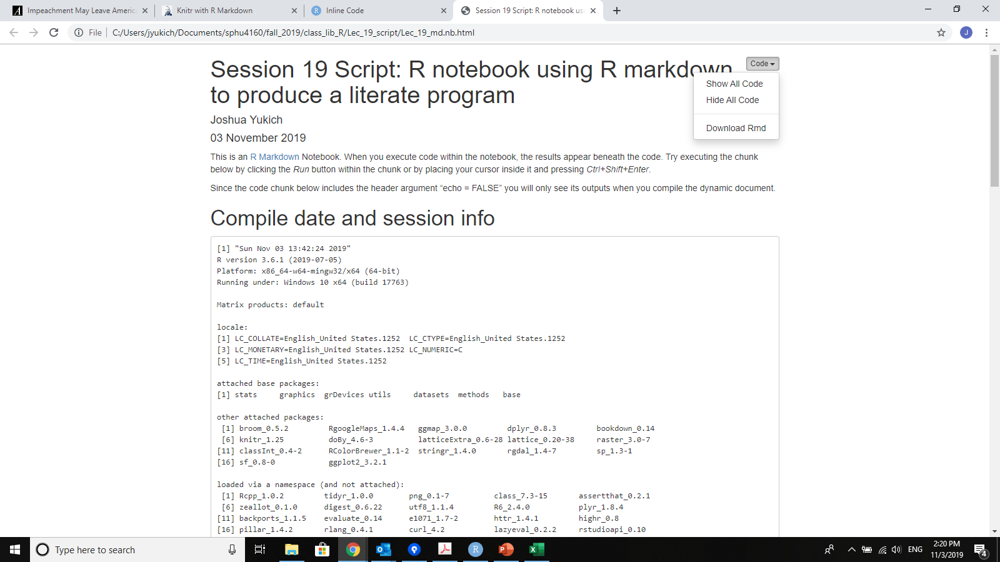 Impeachment May Leave Americ
Knitr with R Markdown
Inline Code
Session 19 Script: R notebook us
File
C:/Users/jyukich/Documents/sphu4160/fall_2019/class_lib_R/Lec_19_script/Lec_19_md.nb.html
J
Session 19 Script: R notebook using R markdown
to produce a literate program
Code
Show All Code
Hide All Code
Download Rmd
Joshua Yukich
03 November 2019
This is an R Markdown Notebook. When you execute code within the notebook, the results appear beneath the code. Try executing the chunk
below by clicking the Run button within the chunk or by placing your cursor inside it and pressing Ctrl+Shift+Enter.
Since the code chunk below includes the header argument “echo = FALSE” you will only see its outputs when you compile the dynamic document.
Compile date and session info
[1] "Sun Nov 03 13:42:24 2019"
R version 3.6.1 (2019-07-05)
Platform: x86_64-w64-mingw32/x64 (64-bit)
Running under: Windows 10 x64 (build 17763)
Matrix products: default
locale:
[1] LC_COLLATE=English_United States.1252 LC_CTYPE=English_United States.1252
[3] LC_MONETARY=English_United States.1252 LC_NUMERIC=C
[5] LC_TIME=English_United States.1252
attached base packages:
[1] stats graphics grDevices utils datasets methods base
other attached packages:
[1] broom_0.5.2 RgoogleMaps_1.4.4 ggmap_3.0.0 dplyr_0.8.3 bookdown_0.14
[6] knitr_1.25 doBy_4.6-3 latticeExtra_0.6-28 lattice_0.20-38 raster_3.0-7
[11] classInt_0.4-2 RColorBrewer_1.1-2 stringr_1.4.0 rgdal_1.4-7 sp_1.3-1
[16] sf_0.8-0 ggplot2_3.2.1
loaded via a namespace (and not attached):
[1] Rcpp_1.0.2 tidyr_1.0.0 png_0.1-7 class_7.3-15 assertthat_0.2.1
[6] zeallot_0.1.0 digest_0.6.22 utf8_1.1.4 R6_2.4.0 plyr_1.8.4
[11] backports_1.1.5 evaluate_0.14 e1071_1.7-2 httr_1.4.1 highr_0.8
[16] pillar_1.4.2 rlang_0.4.1 curl_4.2 lazyeval_0.2.2 rstudioapi_0.10
Type here to search
ENG
2:20 PM
11/3/2019
4